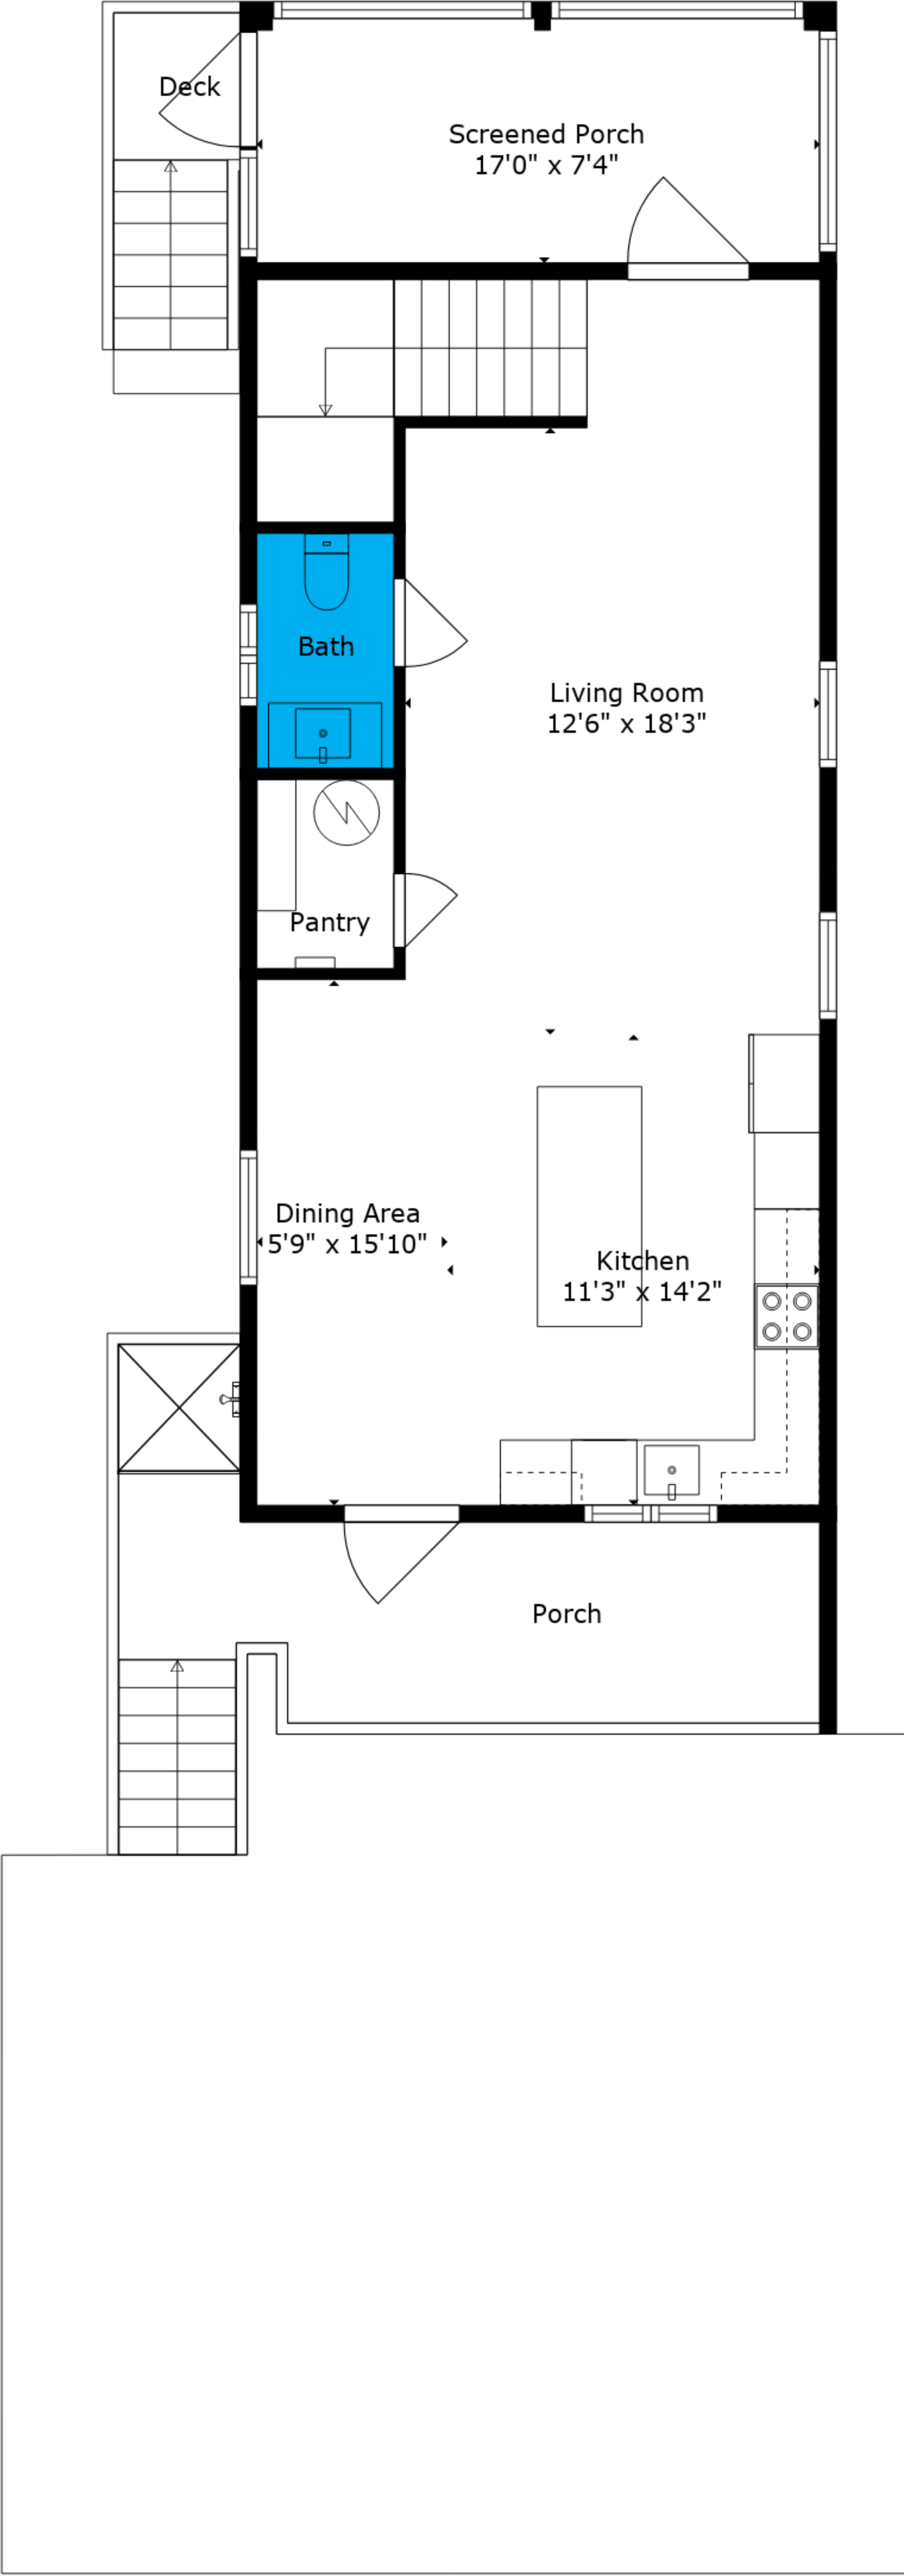 Deck
Screened Porch
17'0" x 7'4"
Bath
Living Room
12'6" x 18'3"
Pantry
Dining Area
5'9" x 15'10"
Kitchen
11'3" x 14'2"
Porch